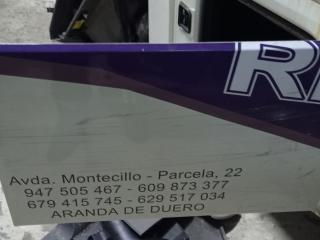 Avda. Montecillo - Parcela, 22
947 505 467 - 609 873 377
679 415 745 - 629 517 034
ARANDA DE DUERO